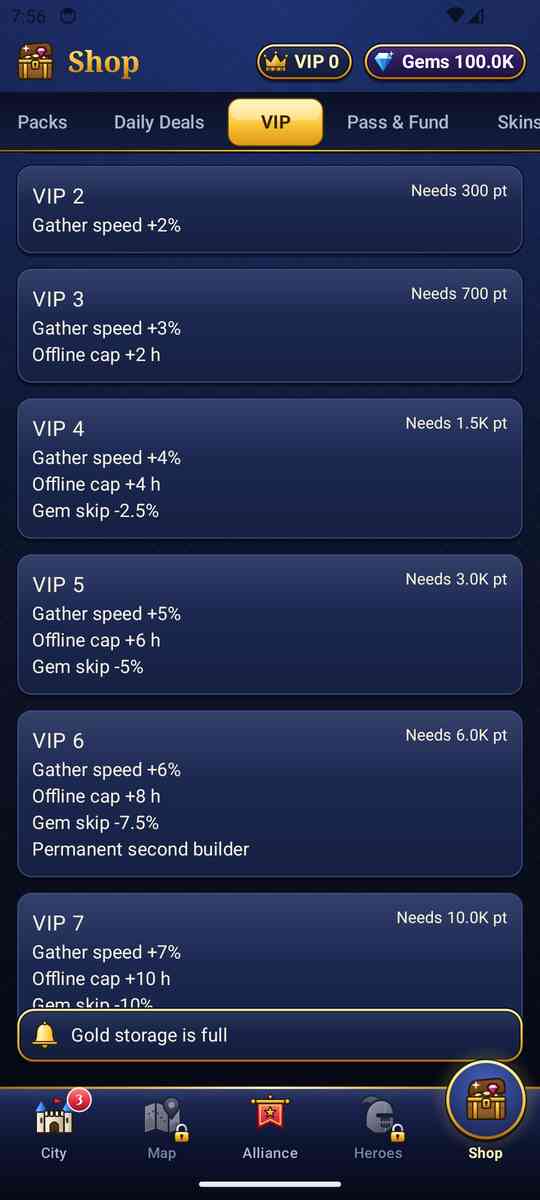 7:56
Shop
VIP 0
Gems 100.0K
Packs
Daily Deals
VIP
Pass & Fund
Skins
VIP 2
Needs 300 pt
Gather speed +2%
VIP 3
Needs 700 pt
Gather speed +3%
Offline cap +2 h
VIP 4
Needs 1.5K pt
Gather speed +4%
Offline cap +4 h
Gem skip -2.5%
VIP 5
Needs 3.0K pt
Gather speed +5%
Offline cap +6 h
Gem skip -5%
VIP 6
Needs 6.0K pt
Gather speed +6%
Offline cap +8 h
Gem skip -7.5%
Permanent second builder
VIP 7
Needs 10.0K pt
Gather speed +7%
Offline cap +10 h
Gem skip -10%
Gold storage is full
3
City
Map
Alliance
Heroes
Shop